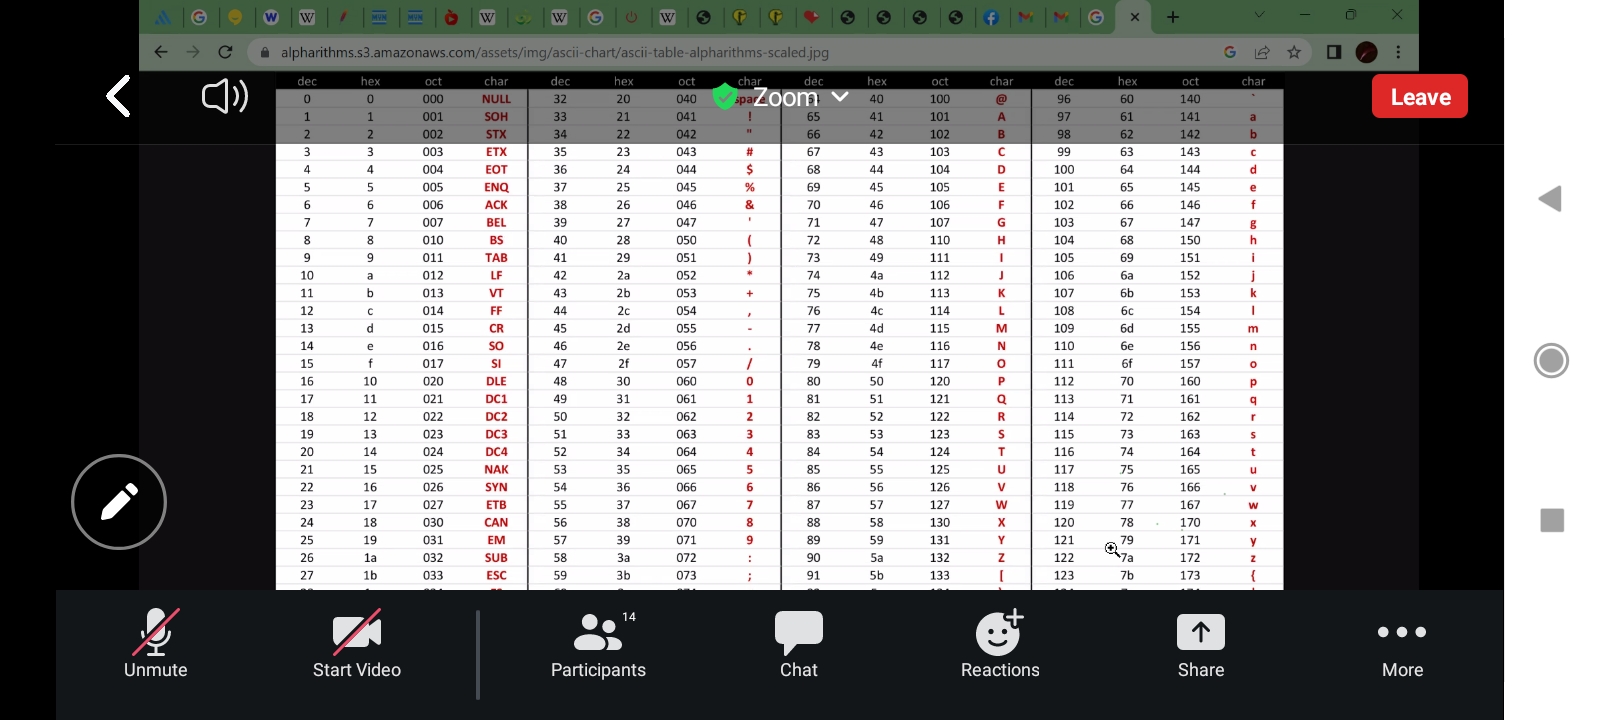 alpharithms.s3.amazonaws.com/assets/img/ascii-chart/ascii-table-alpharithms-scaled.jpg
dec hex oct char dec hex oct char dec hex oct char dec hex oct char
Zoom
Leave
0 0 000 NULL 32 20 040 space 40 100 @ 96 60 140 `
1 1 001 SOH 33 21 041 ! 65 41 101 A 97 61 141 a
2 2 002 STX 34 22 042 " 66 42 102 B 98 62 142 b
3 3 003 ETX 35 23 043 # 67 43 103 C 99 63 143 c
4 4 004 EOT 36 24 044 $ 68 44 104 D 100 64 144 d
5 5 005 ENQ 37 25 045 % 69 45 105 E 101 65 145 e
6 6 006 ACK 38 26 046 & 70 46 106 F 102 66 146 f
7 7 007 BEL 39 27 047 ' 71 47 107 G 103 67 147 g
8 8 010 BS 40 28 050 ( 72 48 110 H 104 68 150 h
9 9 011 TAB 41 29 051 ) 73 49 111 I 105 69 151 i
10 a 012 LF 42 2a 052 * 74 4a 112 J 106 6a 152 j
11 b 013 VT 43 2b 053 + 75 4b 113 K 107 6b 153 k
12 c 014 FF 44 2c 054 , 76 4c 114 L 108 6c 154 l
13 d 015 CR 45 2d 055 - 77 4d 115 M 109 6d 155 m
14 e 016 SO 46 2e 056 . 78 4e 116 N 110 6e 156 n
15 f 017 SI 47 2f 057 / 79 4f 117 O 111 6f 157 o
16 10 020 DLE 48 30 060 0 80 50 120 P 112 70 160 p
17 11 021 DC1 49 31 061 1 81 51 121 Q 113 71 161 q
18 12 022 DC2 50 32 062 2 82 52 122 R 114 72 162 r
19 13 023 DC3 51 33 063 3 83 53 123 S 115 73 163 s
20 14 024 DC4 52 34 064 4 84 54 124 T 116 74 164 t
21 15 025 NAK 53 35 065 5 85 55 125 U 117 75 165 u
22 16 026 SYN 54 36 066 6 86 56 126 V 118 76 166 v
23 17 027 ETB 55 37 067 7 87 57 127 W 119 77 167 w
24 18 030 CAN 56 38 070 8 88 58 130 X 120 78 170 x
25 19 031 EM 57 39 071 9 89 59 131 Y 121 79 171 y
26 1a 032 SUB 58 3a 072 : 90 5a 132 Z 122 7a 172 z
27 1b 033 ESC 59 3b 073 ; 91 5b 133 [ 123 7b 173 {
14
Unmute Start Video Participants Chat Reactions Share More